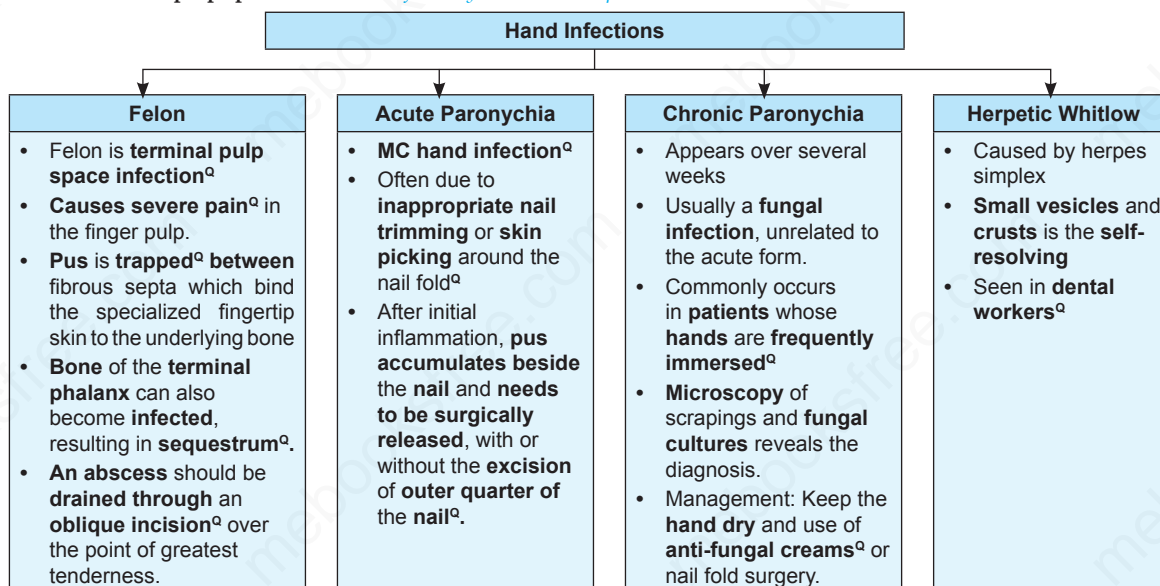 Hand Infections
Felon
• Felon is terminal pulp
space infectionQ
• Causes severe painQ in
the finger pulp.
• Pus is trappedQ between
fibrous septa which bind
the specialized fingertip
skin to the underlying bone
• Bone of the terminal
phalanx can also
become infected,
resulting in sequestrumQ.
• An abscess should be
drained through an
oblique incisionQ over
the point of greatest
tenderness.
Acute Paronychia
• MC hand infectionQ
• Often due to
inappropriate nail
trimming or skin
picking around the
nail foldQ
• After initial
inflammation, pus
accumulates beside
the nail and needs
to be surgically
released, with or
without the excision
of outer quarter of
the nailQ.
Chronic Paronychia
• Appears over several
weeks
• Usually a fungal
infection, unrelated to
the acute form.
• Commonly occurs
in patients whose
hands are frequently
immersedQ
• Microscopy of
scrapings and fungal
cultures reveals the
diagnosis.
• Management: Keep the
hand dry and use of
anti-fungal creamsQ or
nail fold surgery.
Herpetic Whitlow
• Caused by herpes
simplex
• Small vesicles and
crusts is the self-
resolving
• Seen in dental
workersQ